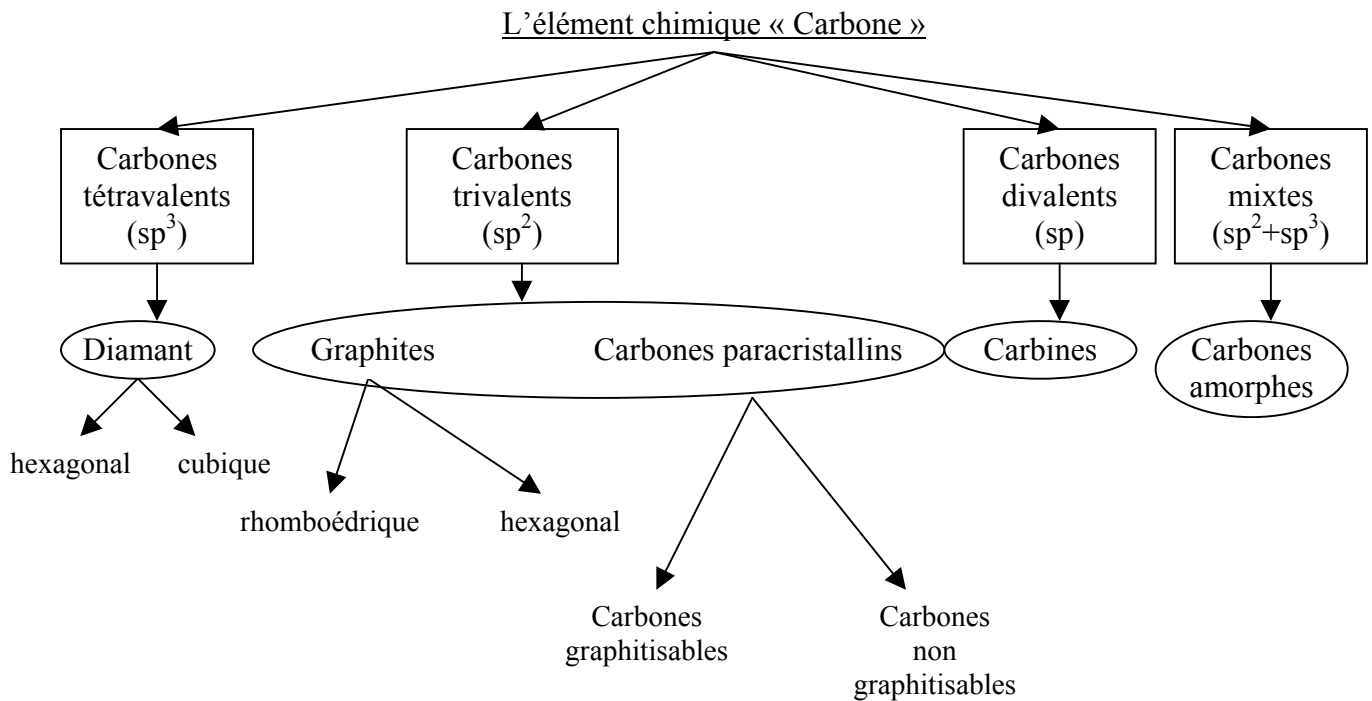 L’élément chimique « Carbone »
Carbones
tétravalents
(sp³)
Carbones
trivalents
(sp²)
Carbones
divalents
(sp)
Carbones
mixtes
(sp²+sp³)
Diamant
Graphites
Carbones paracristallins
Carbines
Carbones
amorphes
hexagonal
cubique
rhomboédrique
hexagonal
Carbones
graphitisables
Carbones
non
graphitisables